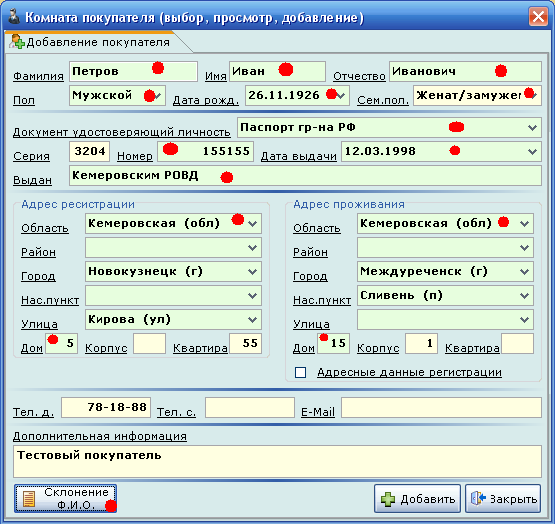 Комната покупателя (выбор, просмотр, добавление)
Добавление покупателя
Фамилия Петров Имя Иван Отчество Иванович
Пол Мужской Дата рожд. 26.11.1926 Сем.пол. Женат/замужем
Документ удостоверяющий личность Паспорт гр-на РФ
Серия 3204 Номер 155155 Дата выдачи 12.03.1998
Выдан Кемеровским РОВД
Адрес ресистрации
Область Кемеровская (обл)
Район
Город Новокузнецк (г)
Нас.пункт
Улица Кирова (ул)
Дом 5 Корпус Квартира 55
Адрес проживания
Область Кемеровская (обл)
Район
Город Междуреченск (г)
Нас.пункт Сливень (п)
Улица
Дом 15 Корпус 1 Квартира
Адресные данные регистрации
Тел. д. 78-18-88 Тел. с. E-Mail
Дополнительная информация
Тестовый покупатель
Склонение
Ф.И.О.
Добавить Закрыть